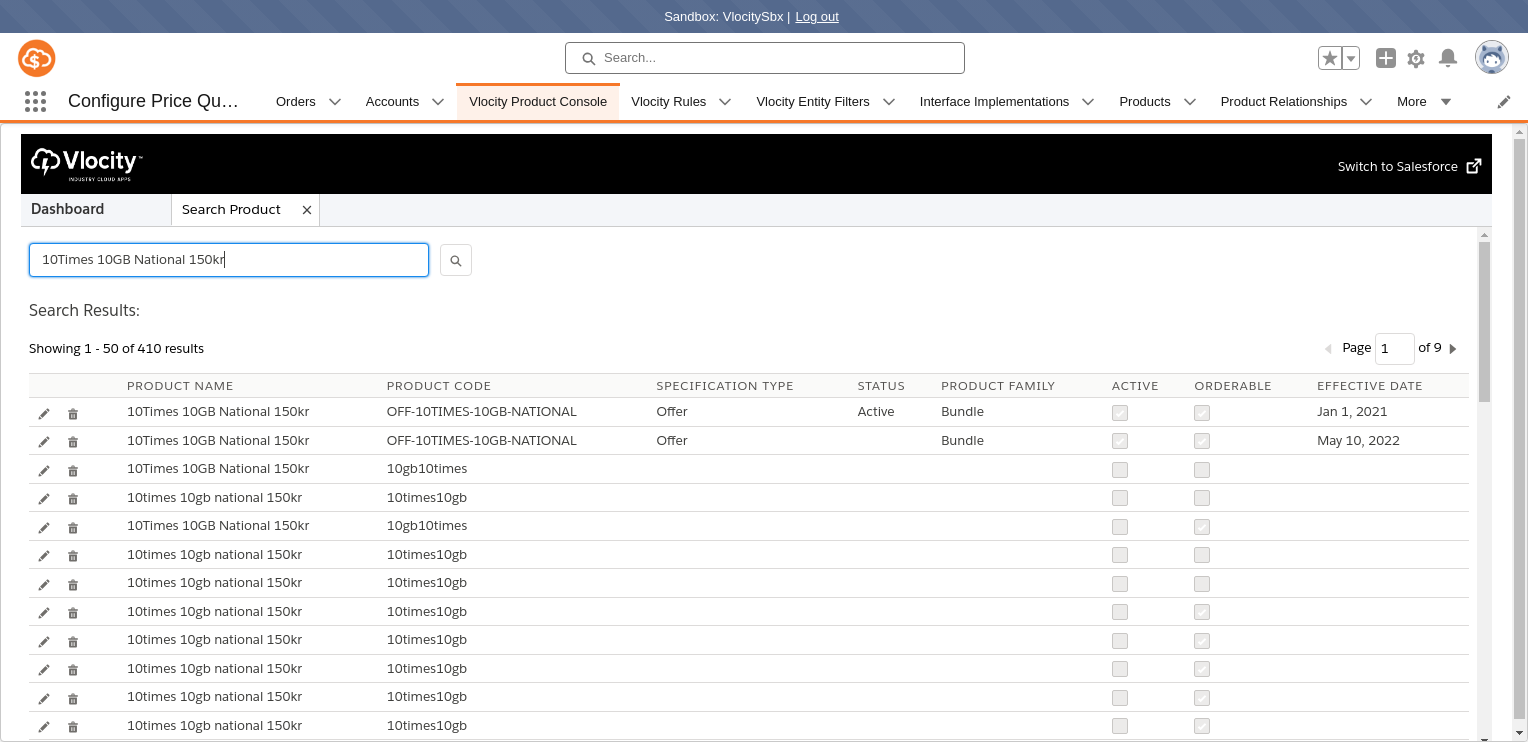 Sandbox: VlocitySbx | Log out
Search...
Configure Price Qu... Orders Accounts Vlocity Product Console Vlocity Rules Vlocity Entity Filters Interface Implementations Products Product Relationships More
Vlocity™ Switch to Salesforce
INDUSTRY CLOUD APPS
Dashboard Search Product
10Times 10GB National 150kr
Search Results:
Showing 1 - 50 of 410 results Page 1 of 9
PRODUCT NAME PRODUCT CODE SPECIFICATION TYPE STATUS PRODUCT FAMILY ACTIVE ORDERABLE EFFECTIVE DATE
10Times 10GB National 150kr OFF-10TIMES-10GB-NATIONAL Offer Active Bundle Jan 1, 2021
10Times 10GB National 150kr OFF-10TIMES-10GB-NATIONAL Offer Bundle May 10, 2022
10Times 10GB National 150kr 10gb10times
10times 10gb national 150kr 10times10gb
10Times 10GB National 150kr 10gb10times
10times 10gb national 150kr 10times10gb
10times 10gb national 150kr 10times10gb
10times 10gb national 150kr 10times10gb
10times 10gb national 150kr 10times10gb
10times 10gb national 150kr 10times10gb
10times 10gb national 150kr 10times10gb
10times 10gb national 150kr 10times10gb